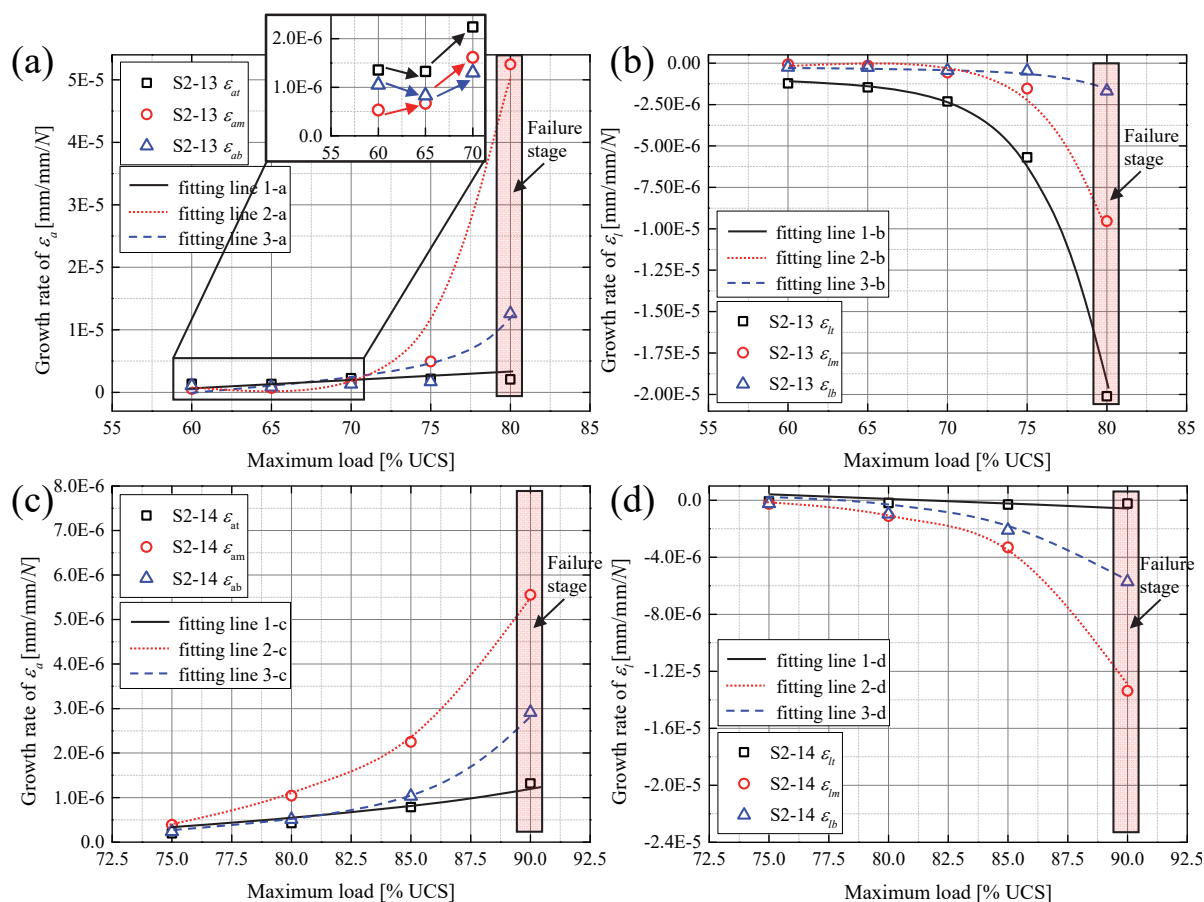 (a)
Growth rate of εa [mm/mm/N]
5E-5
4E-5
3E-5
2E-5
1E-5
0
S2-13 εat
S2-13 εam
S2-13 εab
fitting line 1-a
fitting line 2-a
fitting line 3-a
2.0E-6
1.0E-6
0.0
55 60 65 70
Failure
stage
55 60 65 70 75 80 85
Maximum load [% UCS]
(b)
Growth rate of εl [mm/mm/N]
0.00
-2.50E-6
-5.00E-6
-7.50E-6
-1.00E-5
-1.25E-5
-1.50E-5
-1.75E-5
-2.00E-5
Failure
stage
fitting line 1-b
fitting line 2-b
fitting line 3-b
S2-13 εlt
S2-13 εlm
S2-13 εlb
55 60 65 70 75 80 85
Maximum load [% UCS]
(c)
Growth rate of εa [mm/mm/N]
8.0E-6
7.0E-6
6.0E-6
5.0E-6
4.0E-6
3.0E-6
2.0E-6
1.0E-6
0.0
S2-14 εat
S2-14 εam
S2-14 εab
fitting line 1-c
fitting line 2-c
fitting line 3-c
Failure
stage
72.5 75.0 77.5 80.0 82.5 85.0 87.5 90.0 92.5
Maximum load [% UCS]
(d)
Growth rate of εl [mm/mm/N]
0.0
-4.0E-6
-8.0E-6
-1.2E-5
-1.6E-5
-2.0E-5
-2.4E-5
Failure
stage
fitting line 1-d
fitting line 2-d
fitting line 3-d
S2-14 εlt
S2-14 εlm
S2-14 εlb
72.5 75.0 77.5 80.0 82.5 85.0 87.5 90.0 92.5
Maximum load [% UCS]